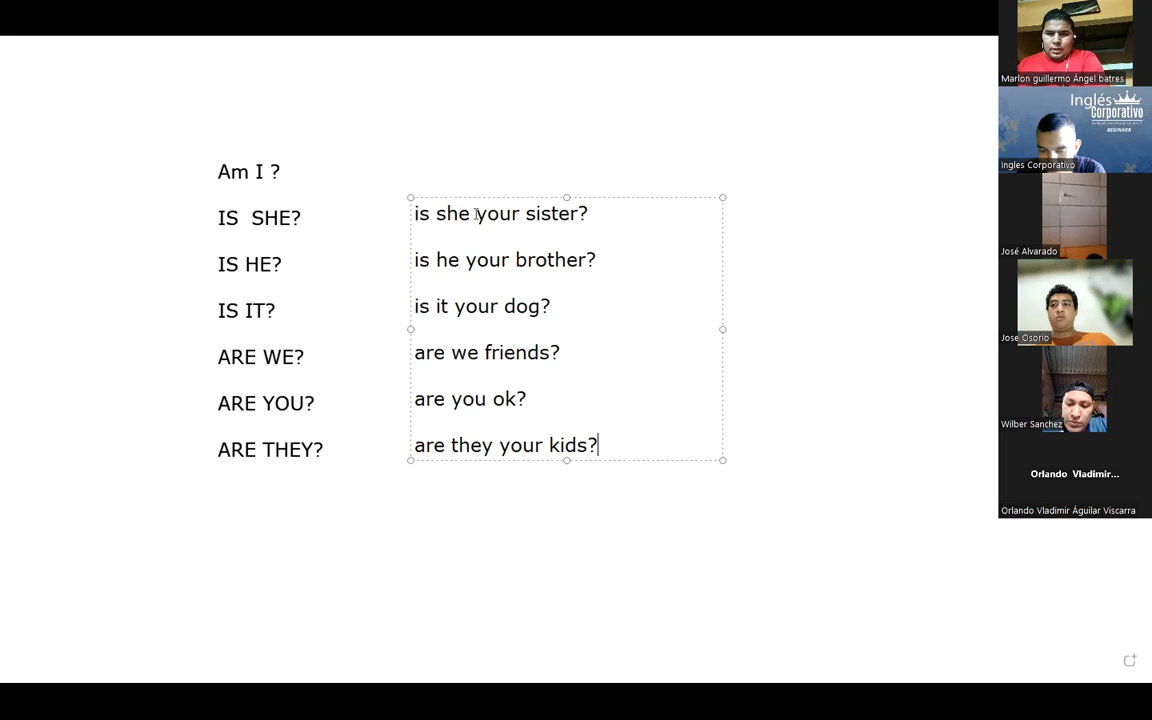 Am I ?
IS SHE?
IS HE?
IS IT?
ARE WE?
ARE YOU?
ARE THEY?
is she your sister?
is he your brother?
is it your dog?
are we friends?
are you ok?
are they your kids?
Marlon guillermo Ángel batres
Inglés
Corporativo
BEGINNER
Ingles Corporativo
José Alvarado
Jose Osorio
Wilber Sanchez
Orlando Vladimir...
Orlando Vladimir Águilar Viscarra